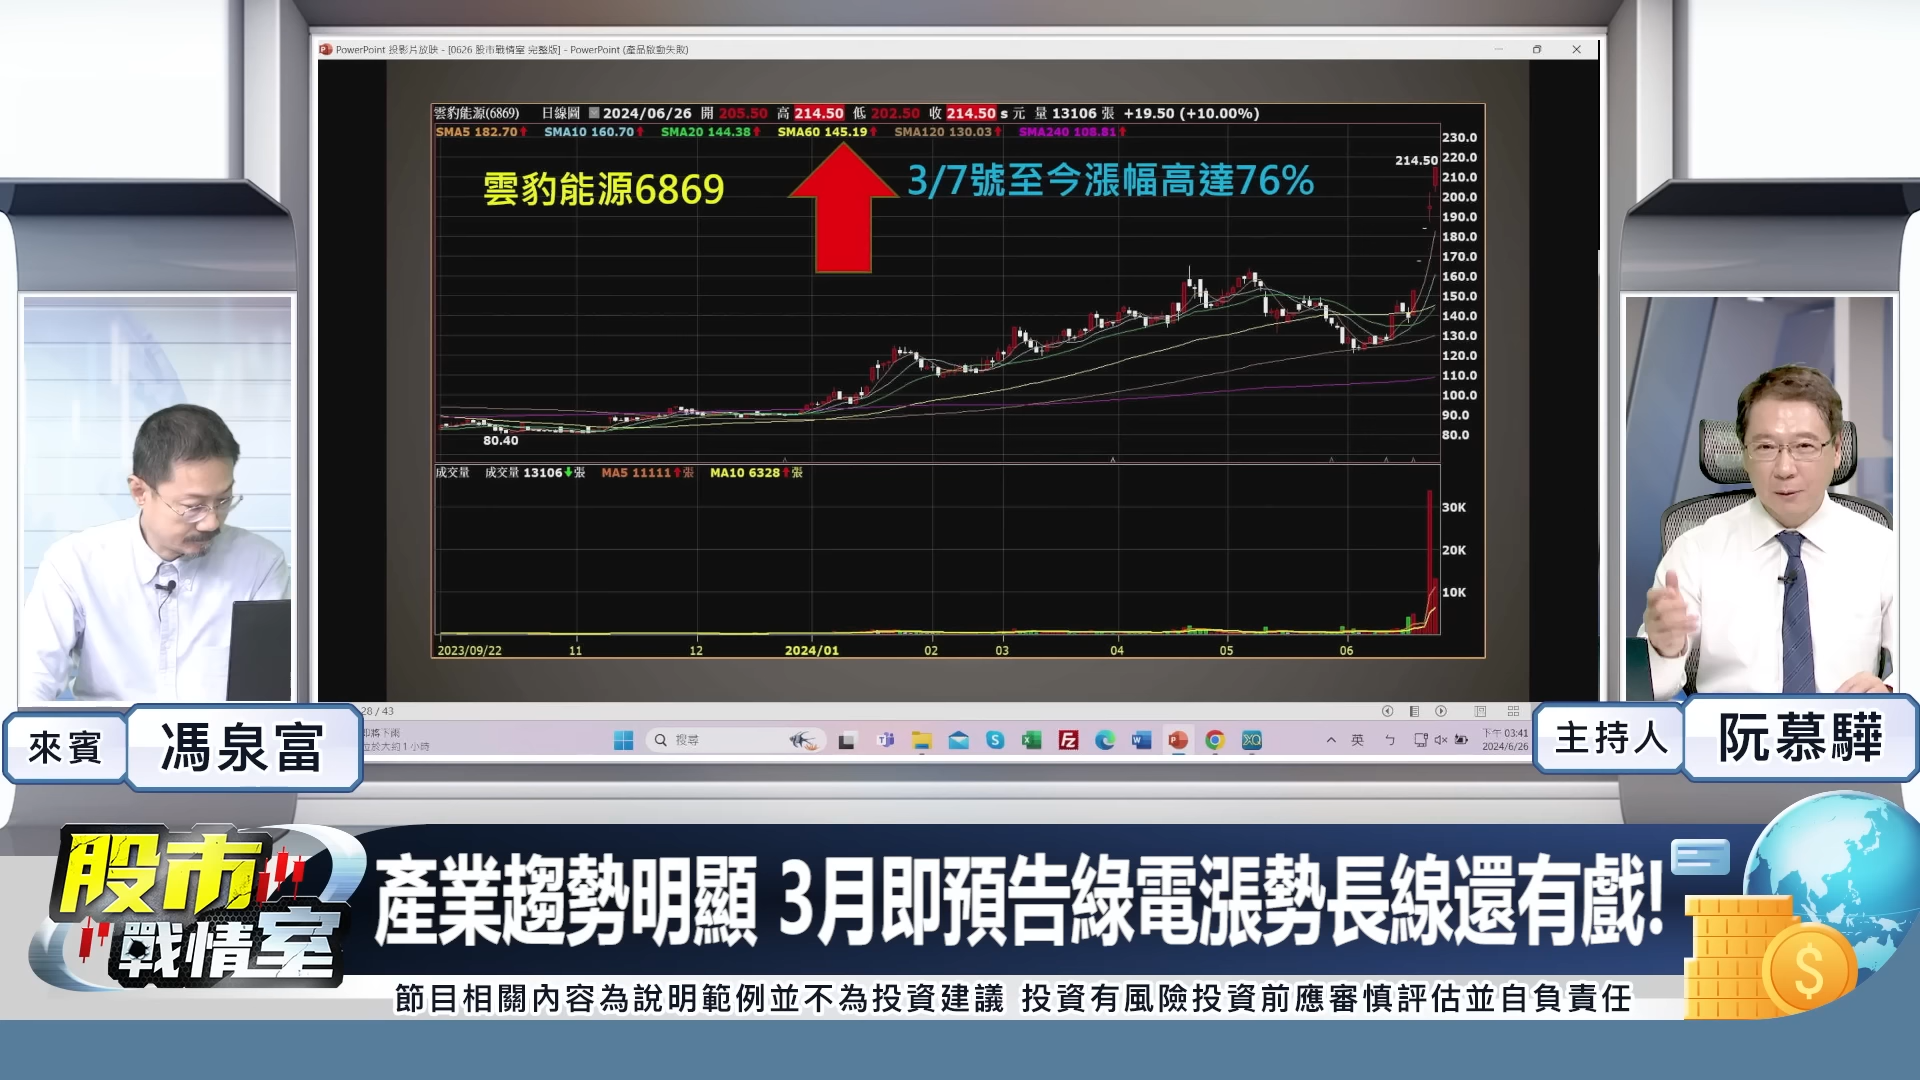 PowerPoint 投影片放映 - [0626 股市戰情室 完整版] - PowerPoint (產品啟動失敗)
雲豹能源(6869) 日線圖 2024/06/26 開 205.50 高 214.50 低 202.50 收 214.50 s 元 量 13106 張 +19.50 (+10.00%)
SMA5 182.70 SMA10 160.70 SMA20 144.38 SMA60 145.19 SMA120 130.03 SMA240 108.81
雲豹能源6869
3/7號至今漲幅高達76%
214.50
230.0
220.0
210.0
200.0
190.0
180.0
170.0
160.0
150.0
140.0
130.0
120.0
110.0
100.0
90.0
80.0
80.40
成交量 成交量 13106 張 MA5 11111 張 MA10 6328 張
30K
20K
10K
2023/09/22 11 12 2024/01 02 03 04 05 06
28 / 43
即將下雨
位於大約 1 小時
搜尋
英
下午 03:41
2024/6/26
來賓
馮泉富
主持人
阮慕驊
股市
戰情室
產業趨勢明顯 3月即預告綠電漲勢長線還有戲!
節目相關內容為說明範例並不為投資建議 投資有風險投資前應審慎評估並自負責任